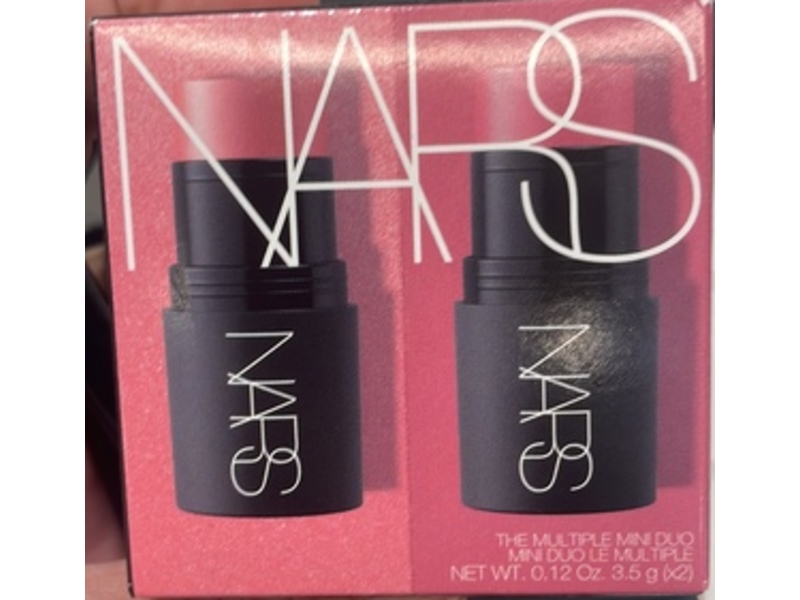 NARS
NARS
NARS
THE MULTIPLE MINI DUO
MINI DUO LE MULTIPLE
NET WT. 0.12 Oz. 3.5 g (x2)